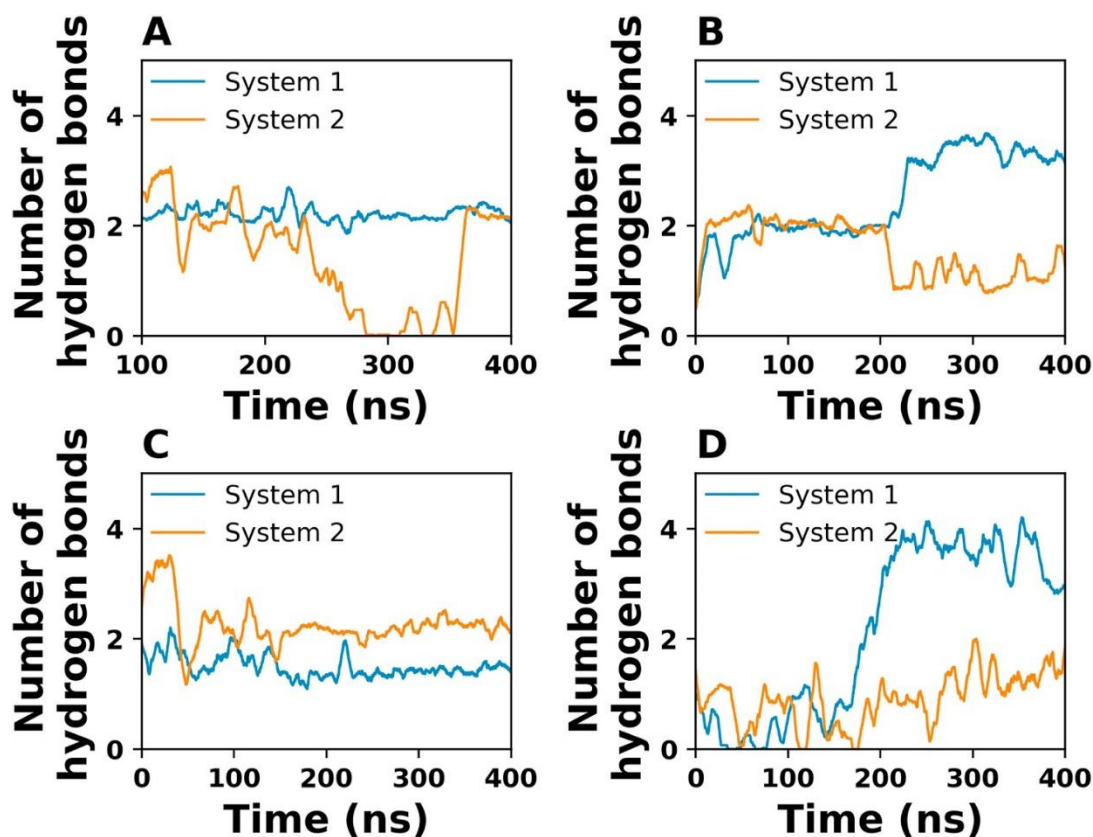 A
Number of
hydrogen bonds
4
2
0
System 1
System 2
100
200
300
400
Time (ns)
B
Number of
hydrogen bonds
4
2
0
System 1
System 2
0
100
200
300
400
Time (ns)
C
Number of
hydrogen bonds
4
2
0
System 1
System 2
0
100
200
300
400
Time (ns)
D
Number of
hydrogen bonds
4
2
0
System 1
System 2
0
100
200
300
400
Time (ns)